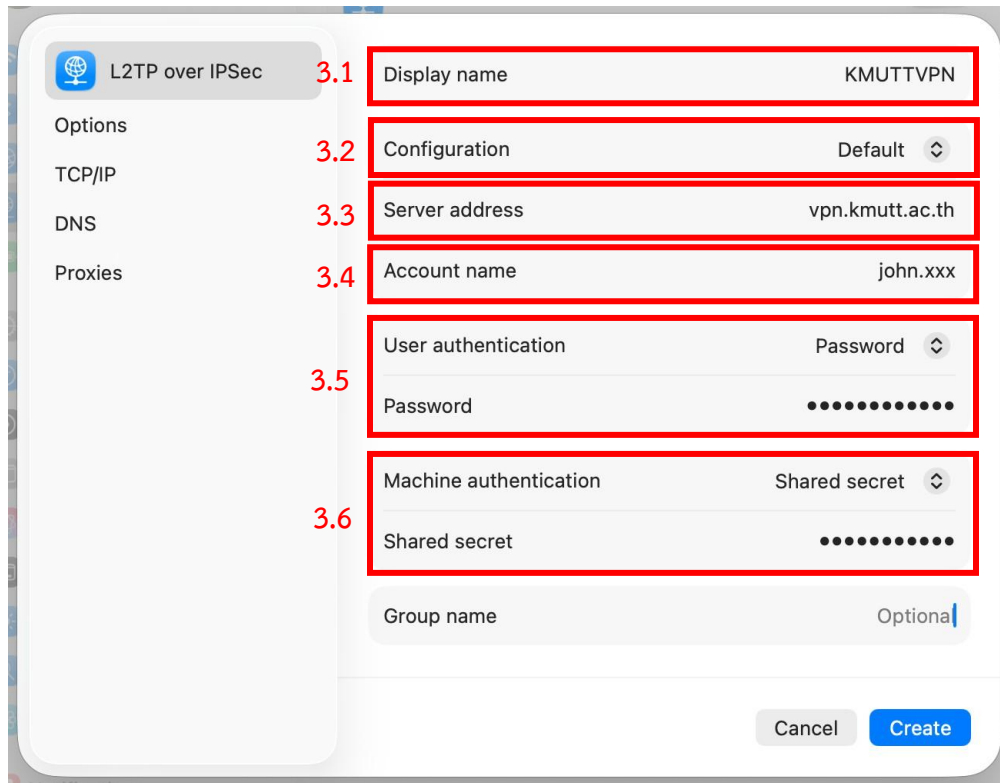 L2TP over IPSec
Options
TCP/IP
DNS
Proxies
3.1 Display name KMUTTVPN
3.2 Configuration Default
3.3 Server address vpn.kmutt.ac.th
3.4 Account name john.xxx
3.5
User authentication Password
Password ••••••••••••
3.6
Machine authentication Shared secret
Shared secret •••••••••••
Group name Optional
Cancel Create